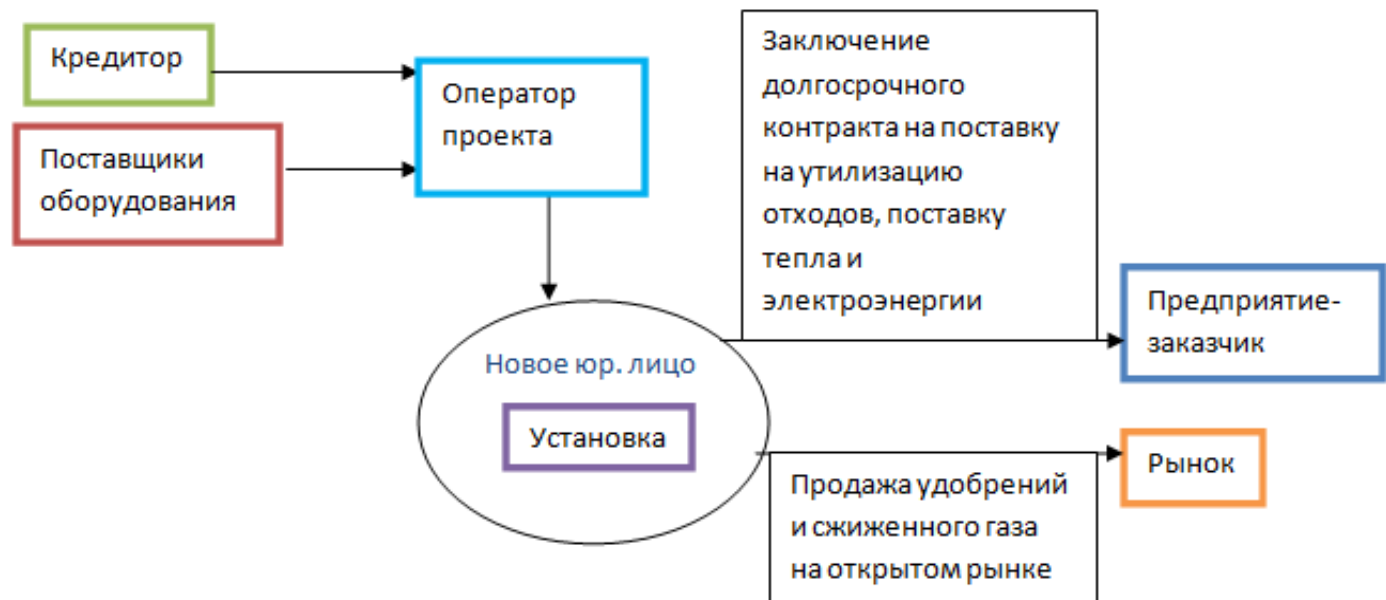 Кредитор
Поставщики
оборудования
Оператор
проекта
Заключение
долгосрочного
контракта на поставку
на утилизацию
отходов, поставку
тепла и
электроэнергии
Предприятие-
заказчик
Новое юр. лицо
Установка
Рынок
Продажа удобрений
и сжиженного газа
на открытом рынке